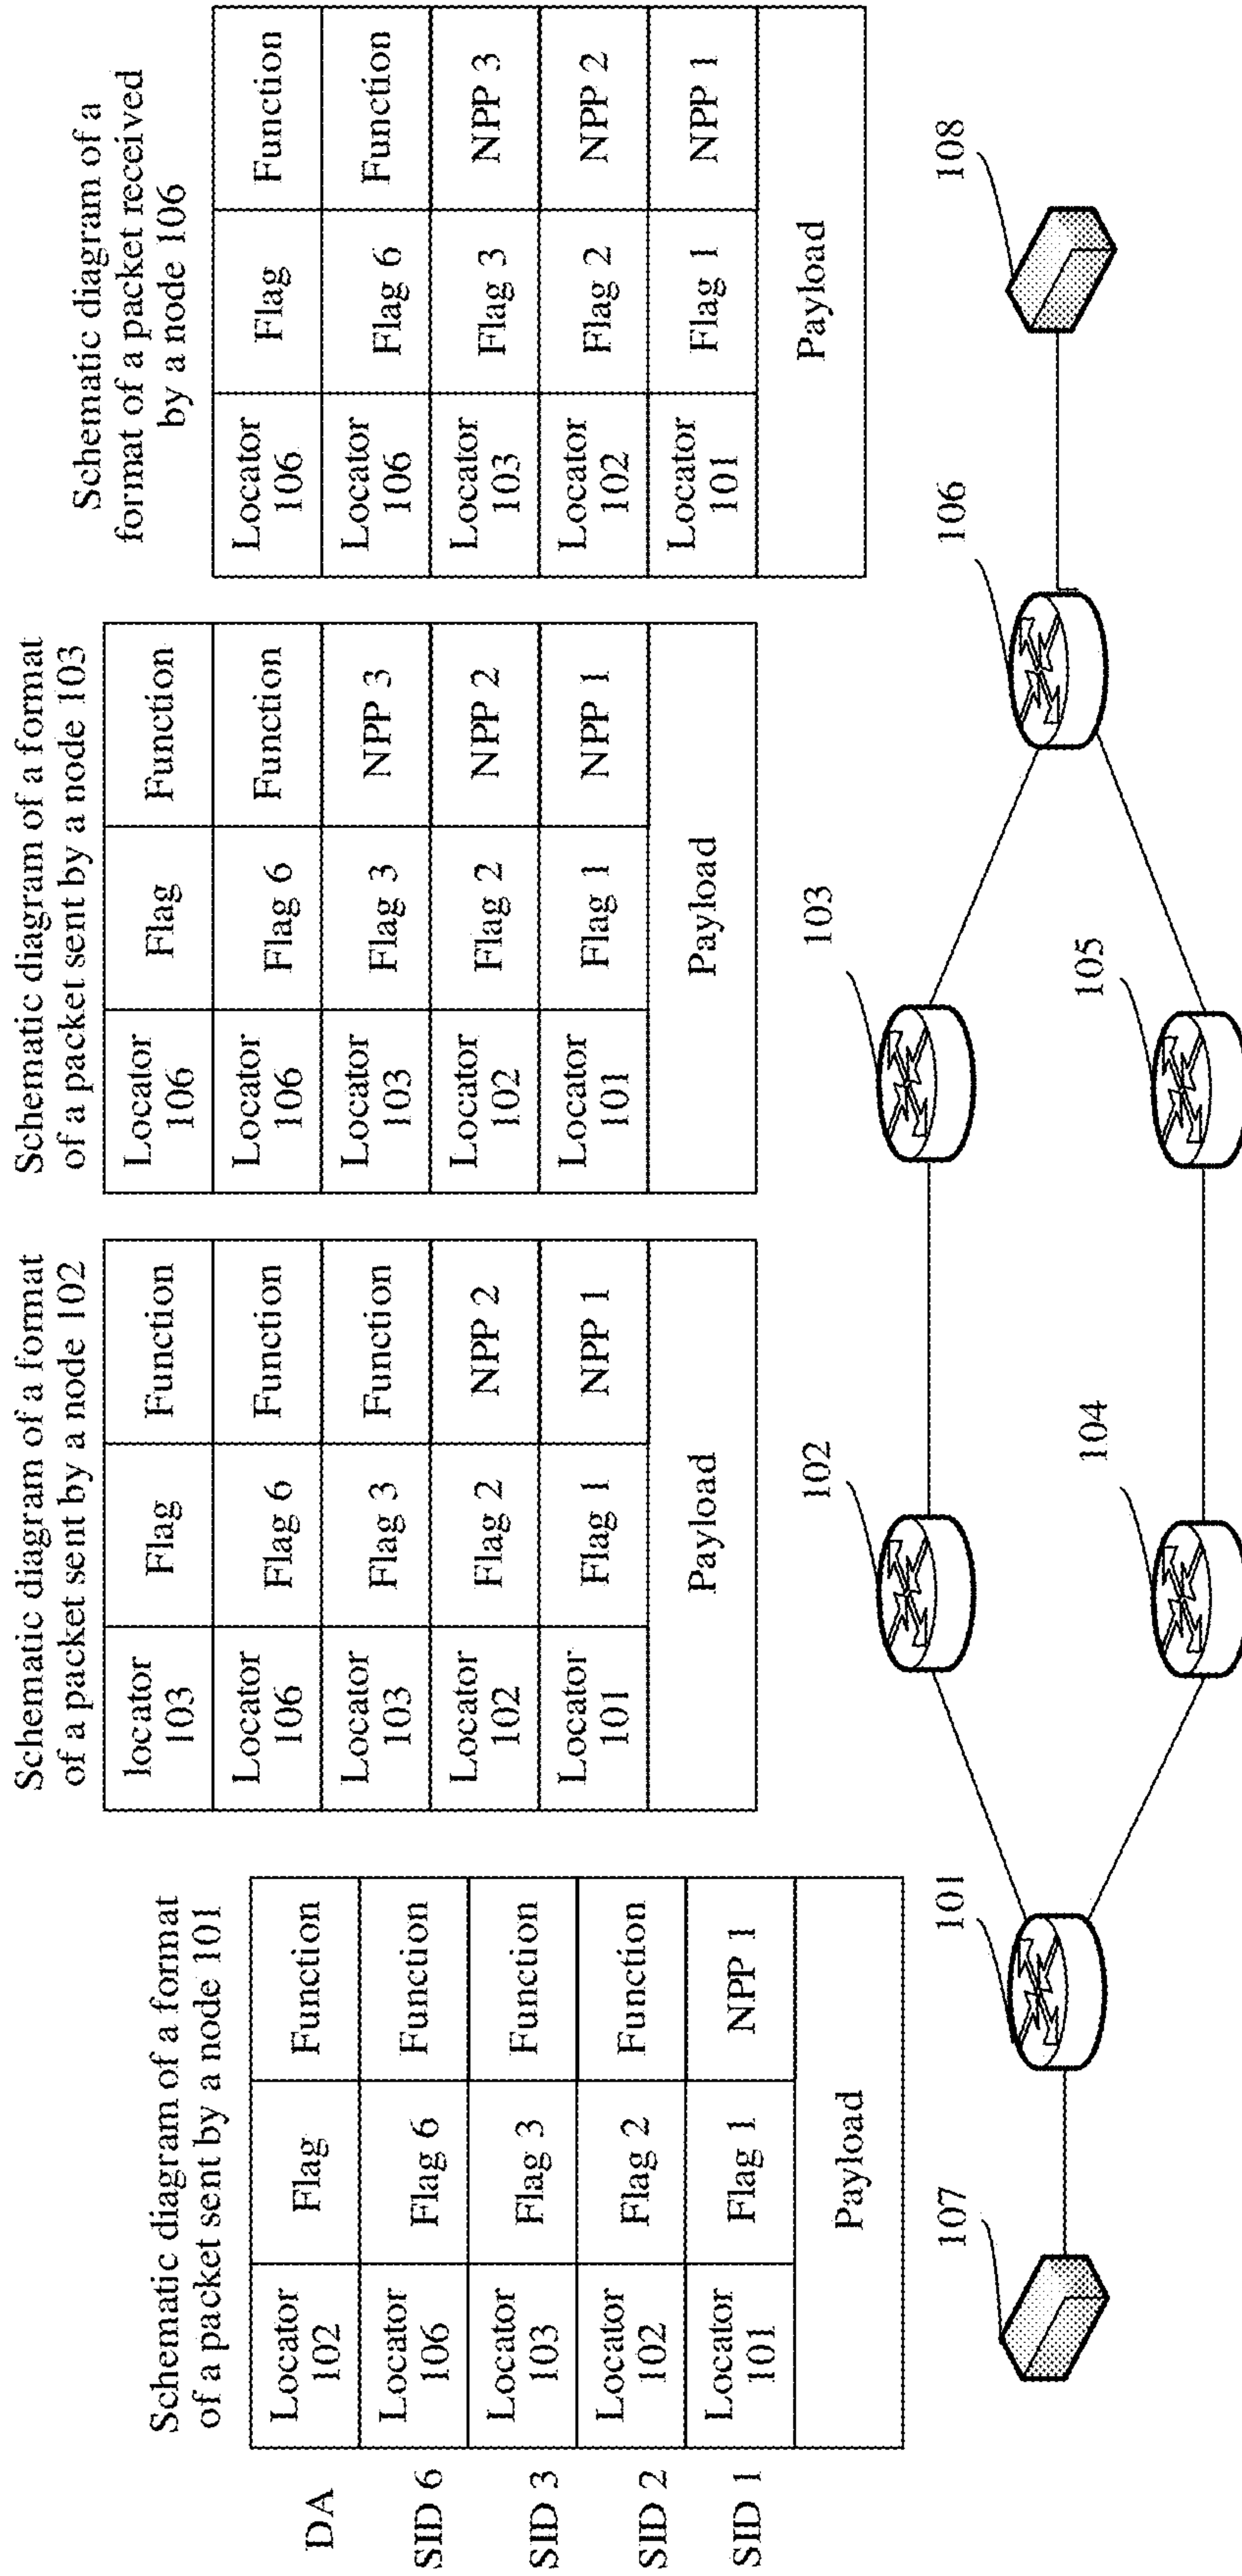 Schematic diagram of a format
of a packet sent by a node 101
DA
Locator
102
Flag
Function
SID 6
Locator
106
Flag 6
Function
SID 3
Locator
103
Flag 3
Function
SID 2
Locator
102
Flag 2
Function
SID 1
Locator
101
Flag 1
NPP 1
Payload
Schematic diagram of a format
of a packet sent by a node 102
locator
103
Flag
Function
Locator
106
Flag 6
Function
Locator
103
Flag 3
Function
Locator
102
Flag 2
NPP 2
Locator
101
Flag 1
NPP 1
Payload
Schematic diagram of a format
of a packet sent by a node 103
Locator
106
Flag
Function
Locator
106
Flag 6
Function
Locator
103
Flag 3
NPP 3
Locator
102
Flag 2
NPP 2
Locator
101
Flag 1
NPP 1
Payload
Schematic diagram of a
format of a packet received
by a node 106
Locator
106
Flag
Function
Locator
106
Flag 6
Function
Locator
103
Flag 3
NPP 3
Locator
102
Flag 2
NPP 2
Locator
101
Flag 1
NPP 1
Payload
107
101
102
103
106
108
104
105